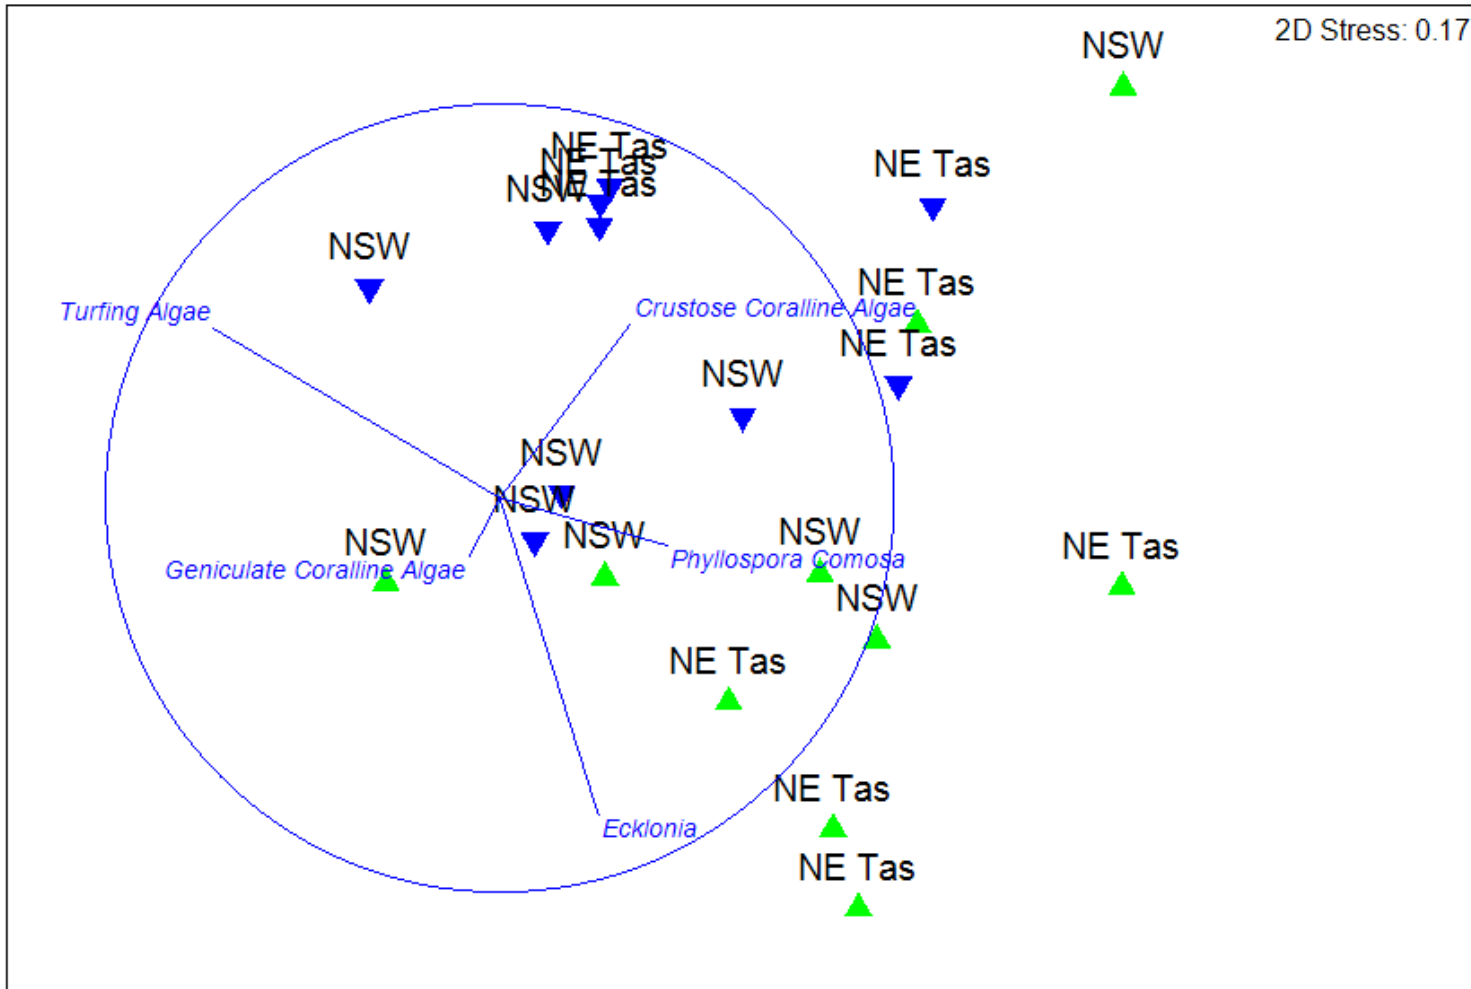 2D Stress: 0.17
NSW
NE Tas
NE Tas
NE Tas
NE Tas
NSW
NSW
NE Tas
Turfing Algae
Crustose Coralline Algae
NE Tas
NSW
NSW
NSW
NSW
NSW
NSW
NE Tas
Geniculate Coralline Algae
Phyllospora Comosa
NSW
NE Tas
NE Tas
Ecklonia
NE Tas